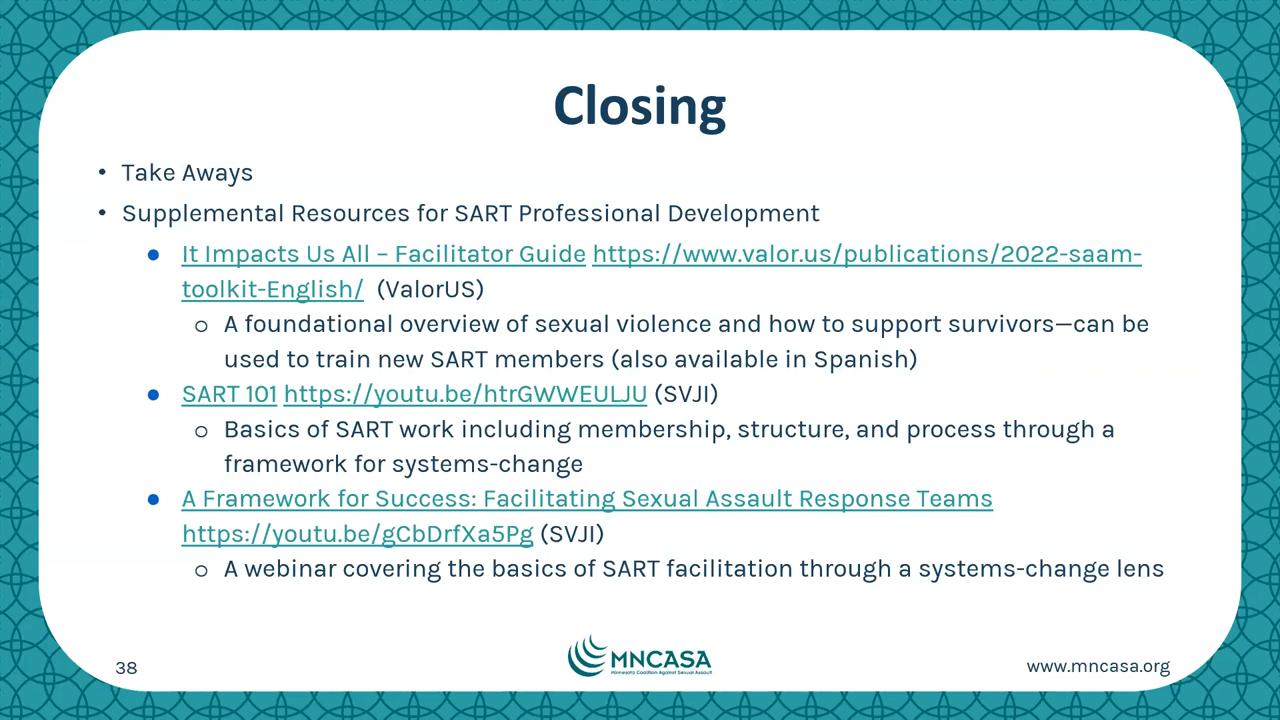 Closing
• Take Aways
• Supplemental Resources for SART Professional Development
● It Impacts Us All – Facilitator Guide https://www.valor.us/publications/2022-saam-
toolkit-English/ (ValorUS)
o A foundational overview of sexual violence and how to support survivors—can be
used to train new SART members (also available in Spanish)
● SART 101 https://youtu.be/htrGWWEULJU (SVJI)
o Basics of SART work including membership, structure, and process through a
framework for systems-change
● A Framework for Success: Facilitating Sexual Assault Response Teams
https://youtu.be/gCbDrfXa5Pg (SVJI)
o A webinar covering the basics of SART facilitation through a systems-change lens
38
MNCASA
Minnesota Coalition Against Sexual Assault
www.mncasa.org